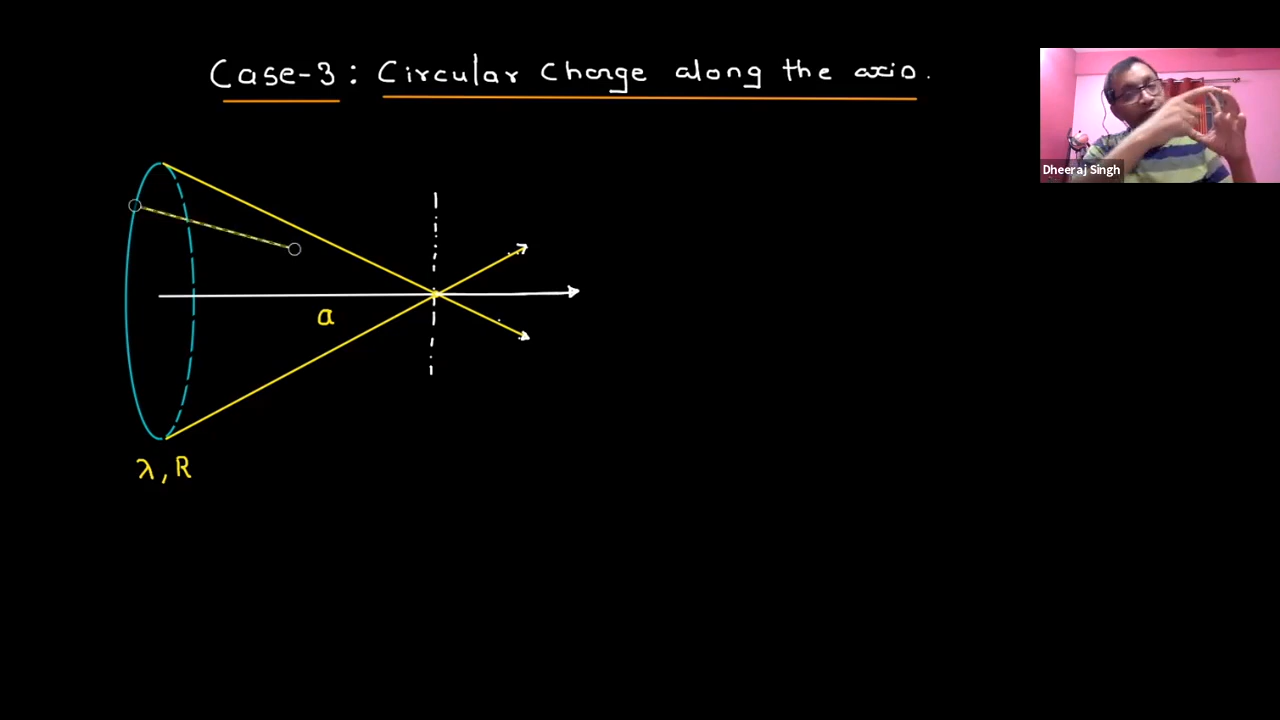 Case-3 : Circular Charge along the axis.
Dheeraj Singh
a
λ, R